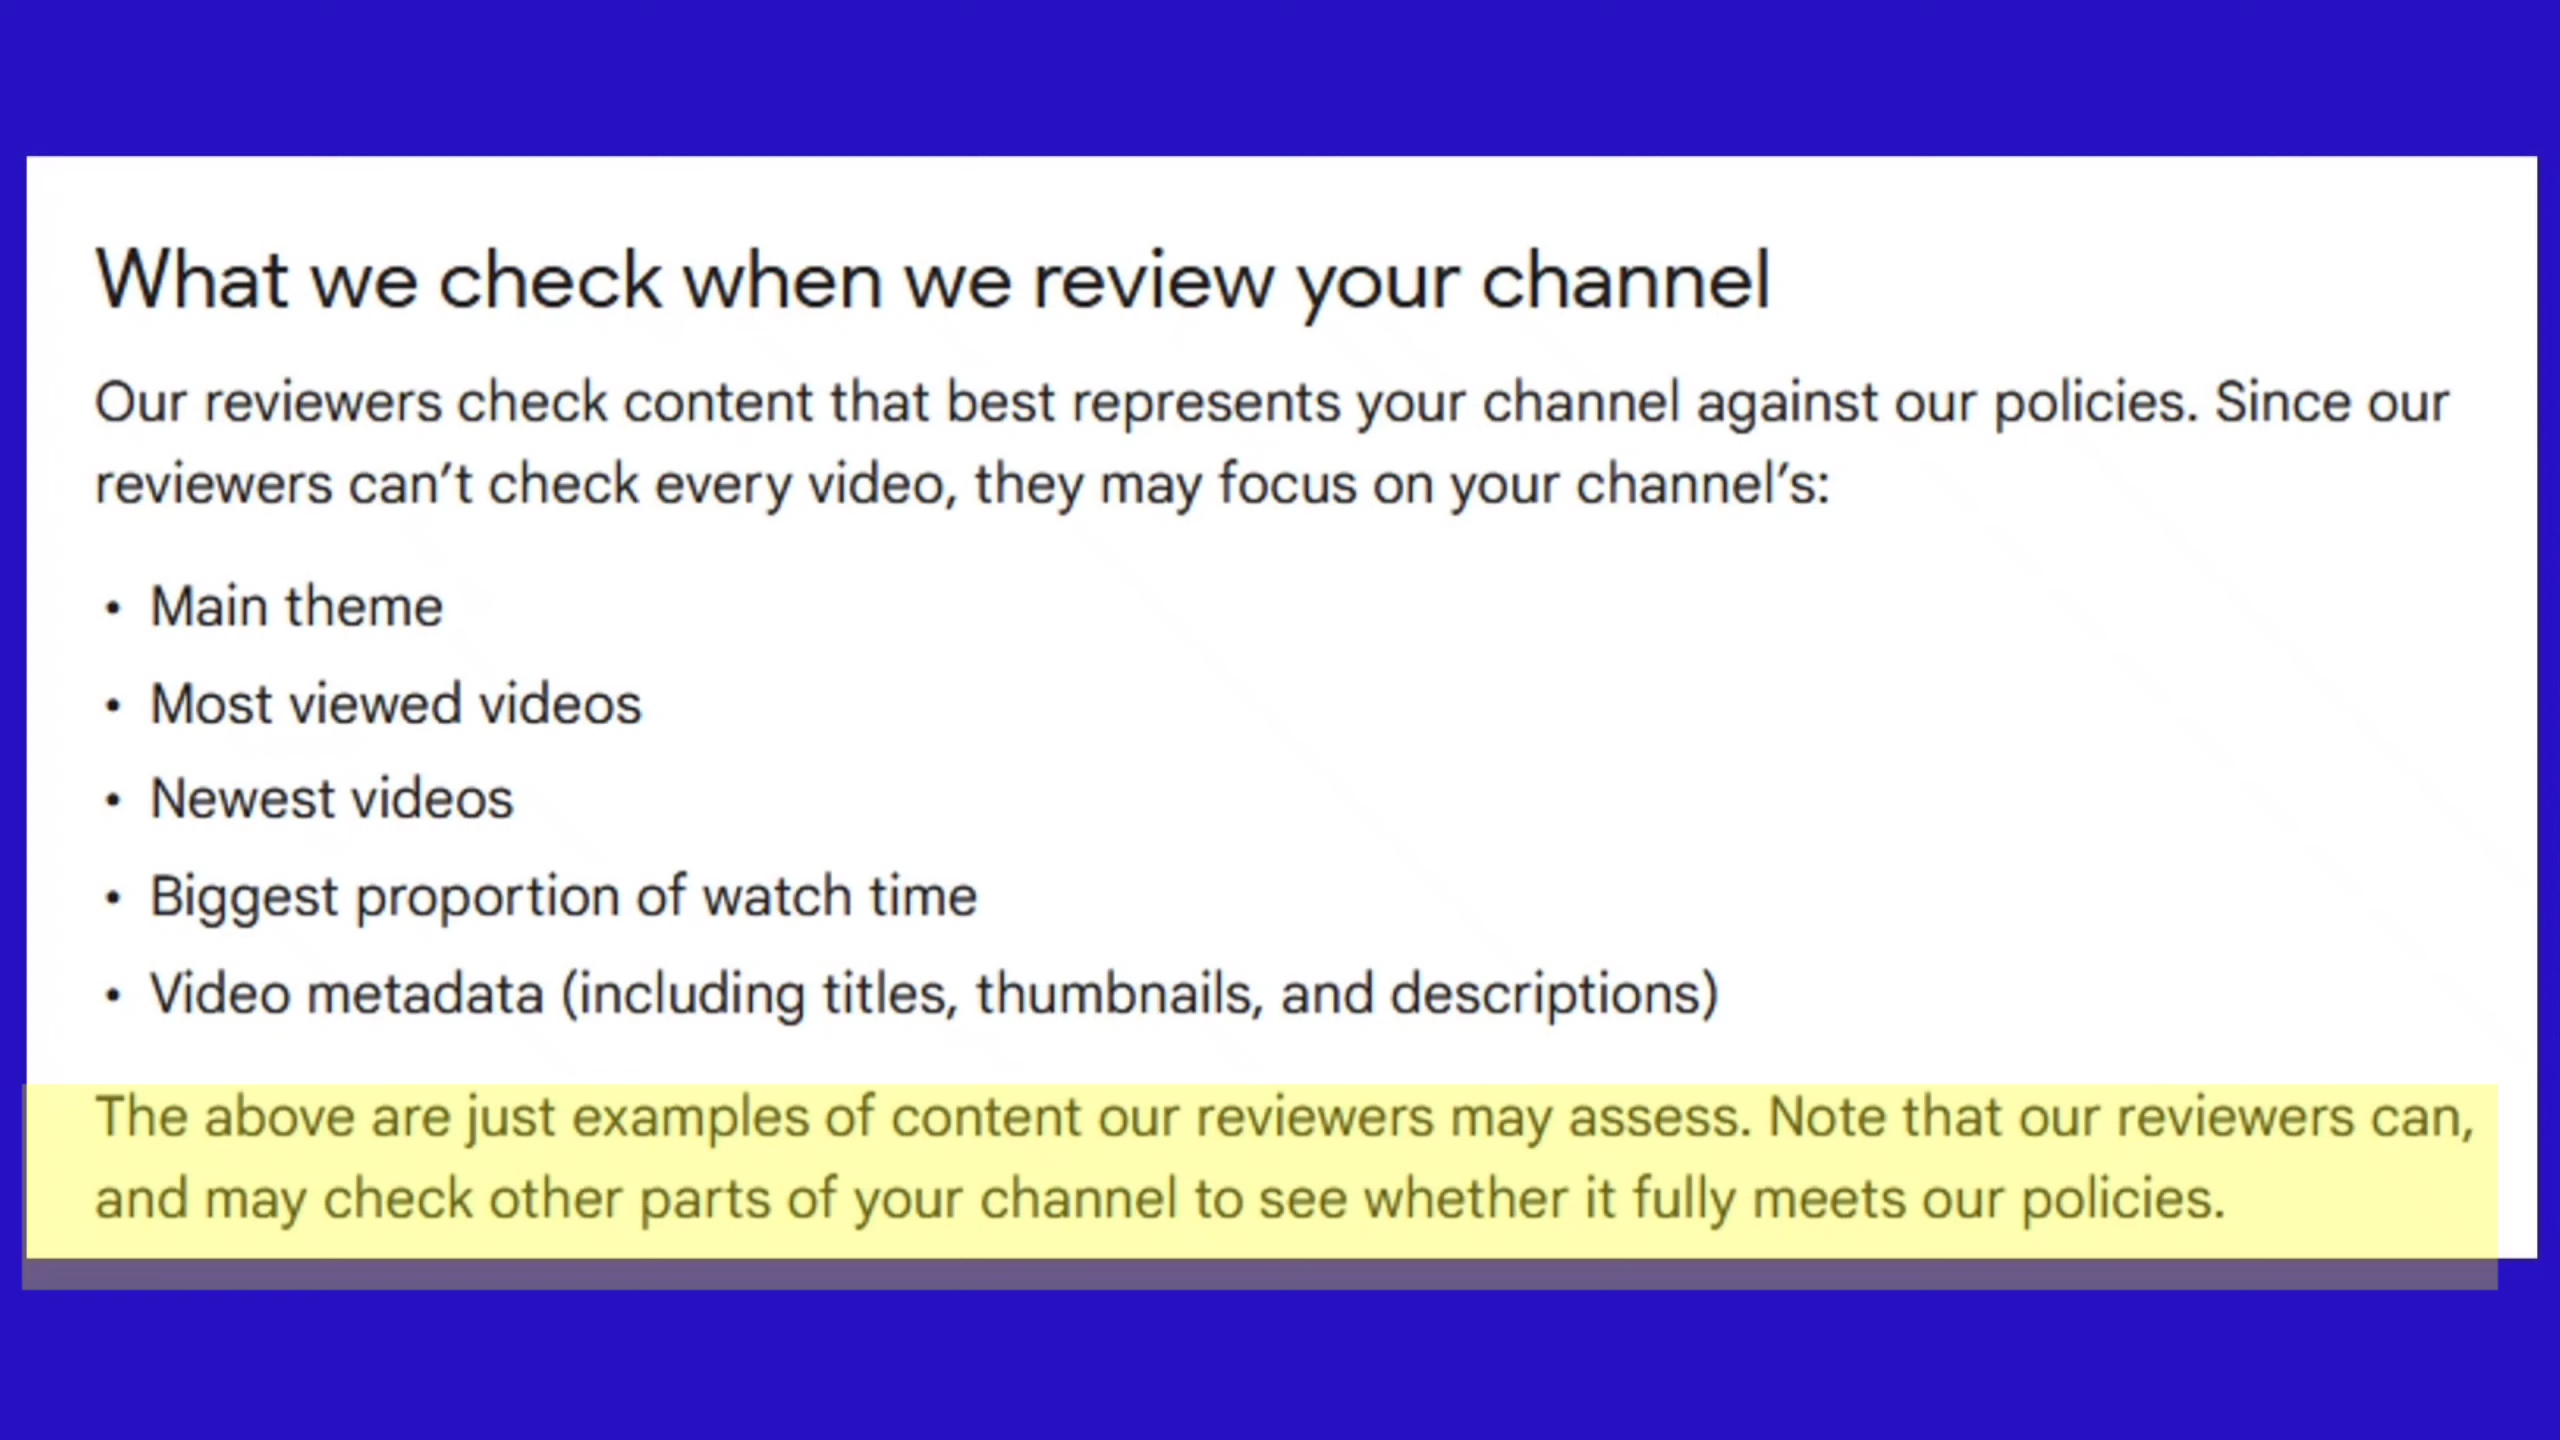 What we check when we review your channel
Our reviewers check content that best represents your channel against our policies. Since our
reviewers can’t check every video, they may focus on your channel’s:
• Main theme
• Most viewed videos
• Newest videos
• Biggest proportion of watch time
• Video metadata (including titles, thumbnails, and descriptions)
The above are just examples of content our reviewers may assess. Note that our reviewers can,
and may check other parts of your channel to see whether it fully meets our policies.